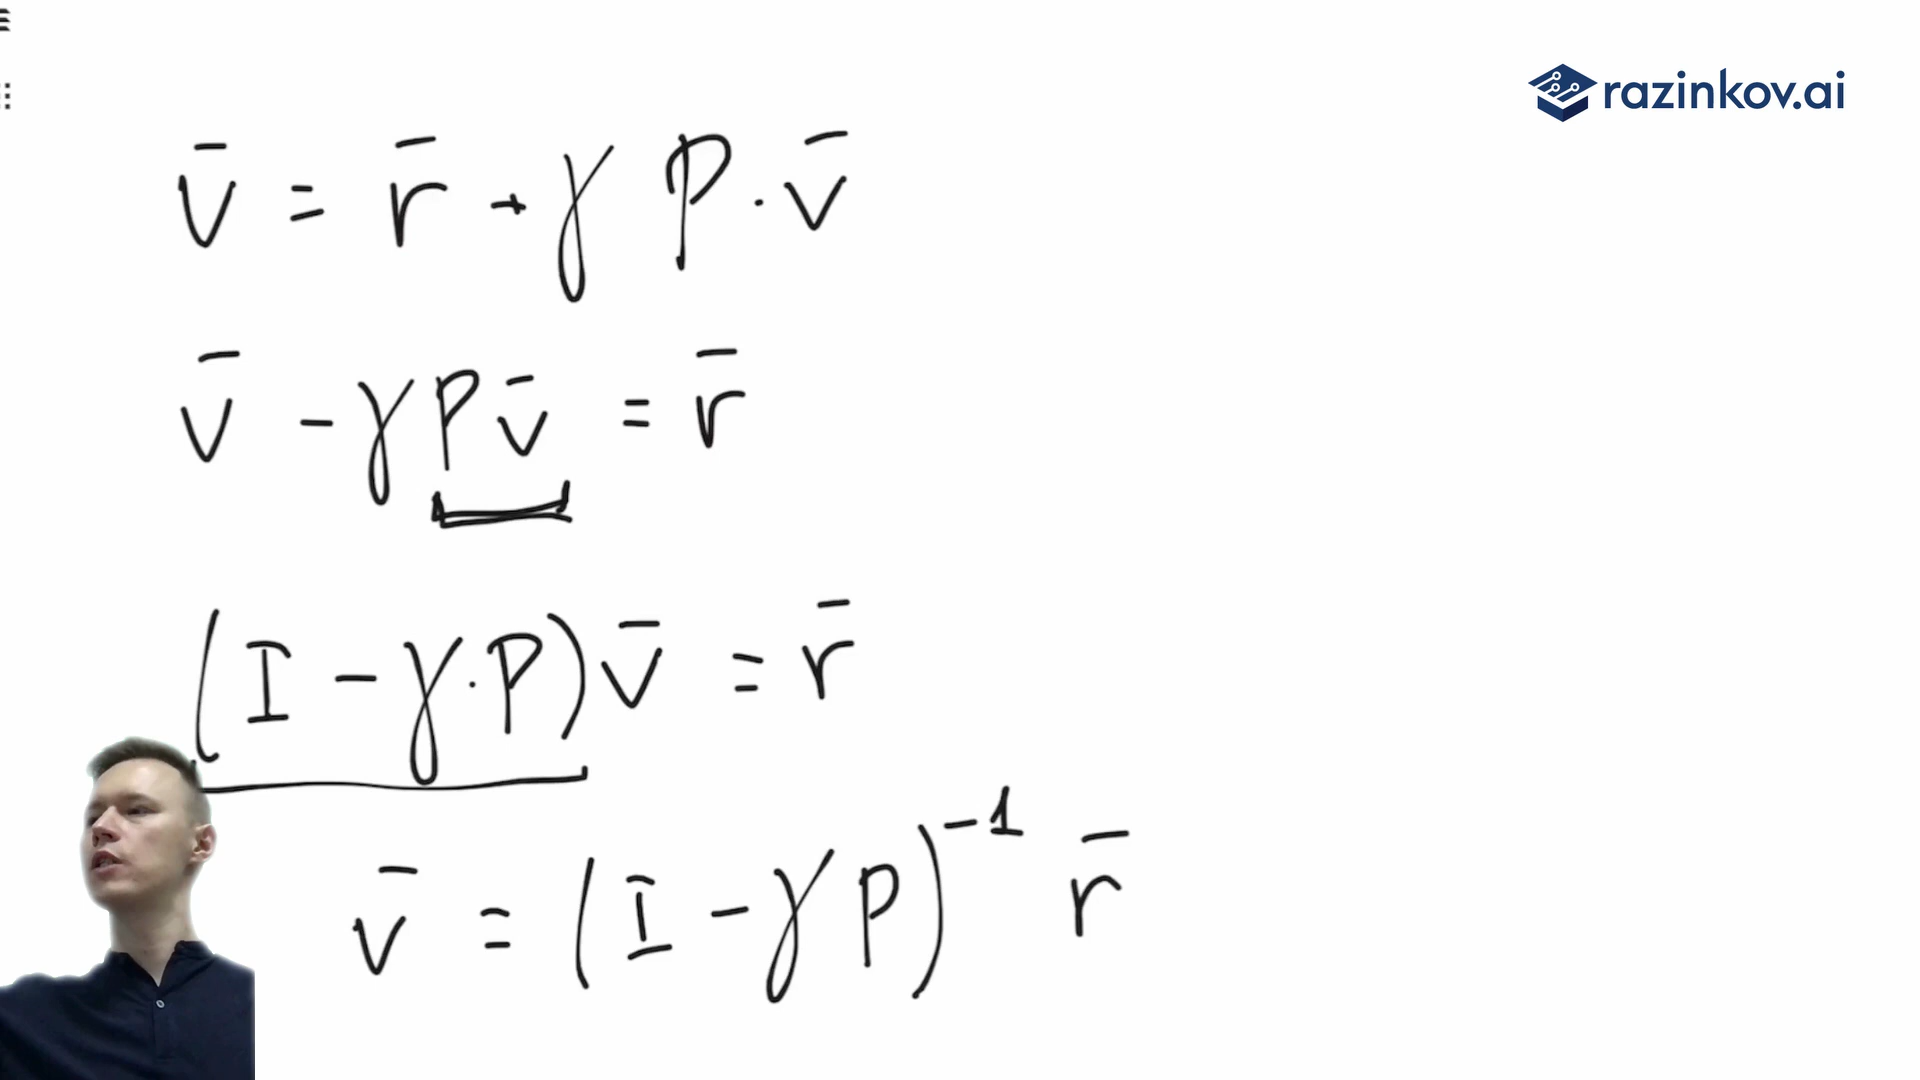 razinkov.ai
v̄ = r̄ + γ P · v̄
v̄ - γ P v̄ = r̄
(I - γ · P) v̄ = r̄
v̄ = (I - γ P)⁻¹ r̄